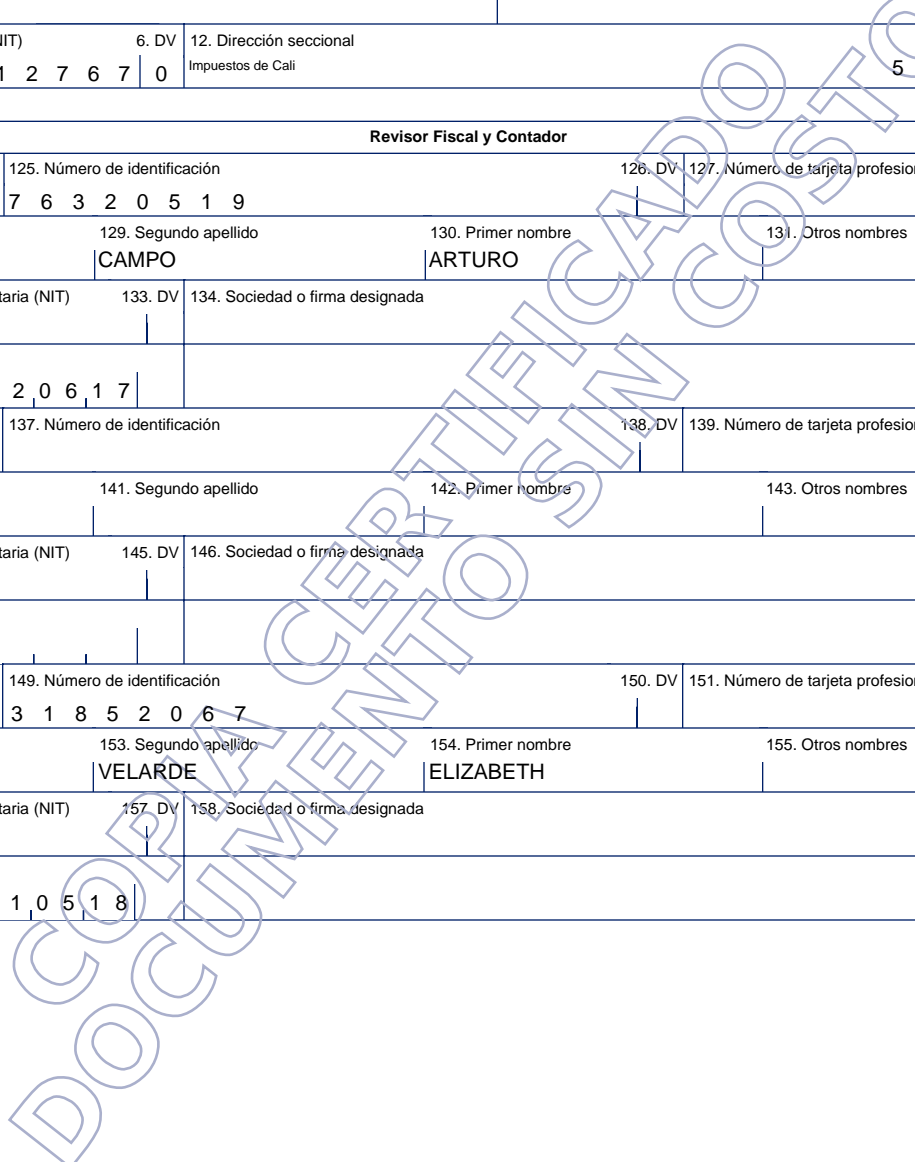 NIT) 6. DV 12. Dirección seccional
1 2 7 6 7 0 Impuestos de Cali 5
Revisor Fiscal y Contador
125. Número de identificación 126. DV 127. Número de tarjeta profesion
7 6 3 2 0 5 1 9
129. Segundo apellido 130. Primer nombre 131. Otros nombres
CAMPO ARTURO
taria (NIT) 133. DV 134. Sociedad o firma designada
2 0 6 1 7
137. Número de identificación 138. DV 139. Número de tarjeta profesion
141. Segundo apellido 142. Primer nombre 143. Otros nombres
taria (NIT) 145. DV 146. Sociedad o firma designada
149. Número de identificación 150. DV 151. Número de tarjeta profesion
3 1 8 5 2 0 6 7
153. Segundo apellido 154. Primer nombre 155. Otros nombres
VELARDE ELIZABETH
taria (NIT) 157. DV 158. Sociedad o firma designada
1 0 5 1 8
COPIA CERTIFICADO
DOCUMENTO SIN COSTO